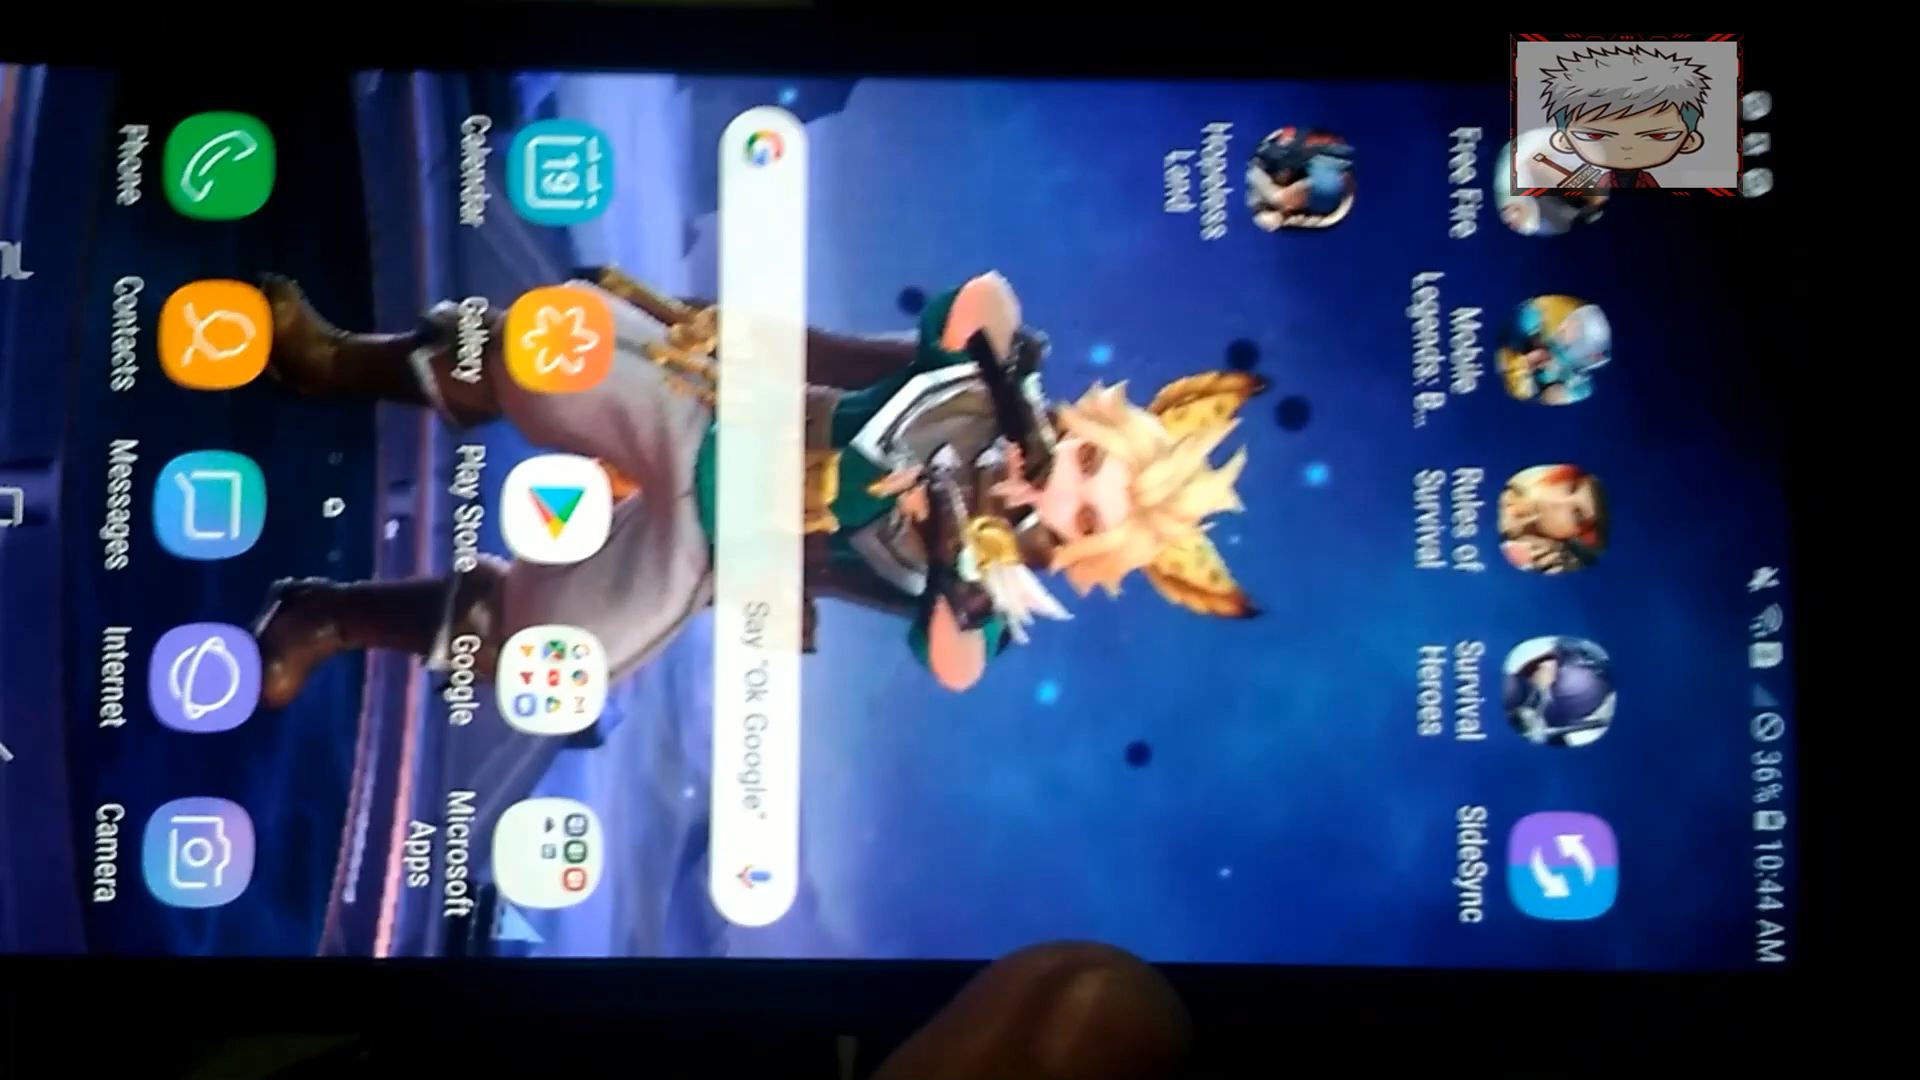 36% 10:44 AM
Free Fire
Mobile
Legends: B...
Rules of
Survival
Survival
Heroes
SideSync
Hopeless
Land
Say "Ok Google"
19
Calendar
Gallery
Play Store
Google
Microsoft
Apps
Phone
Contacts
Messages
Internet
Camera